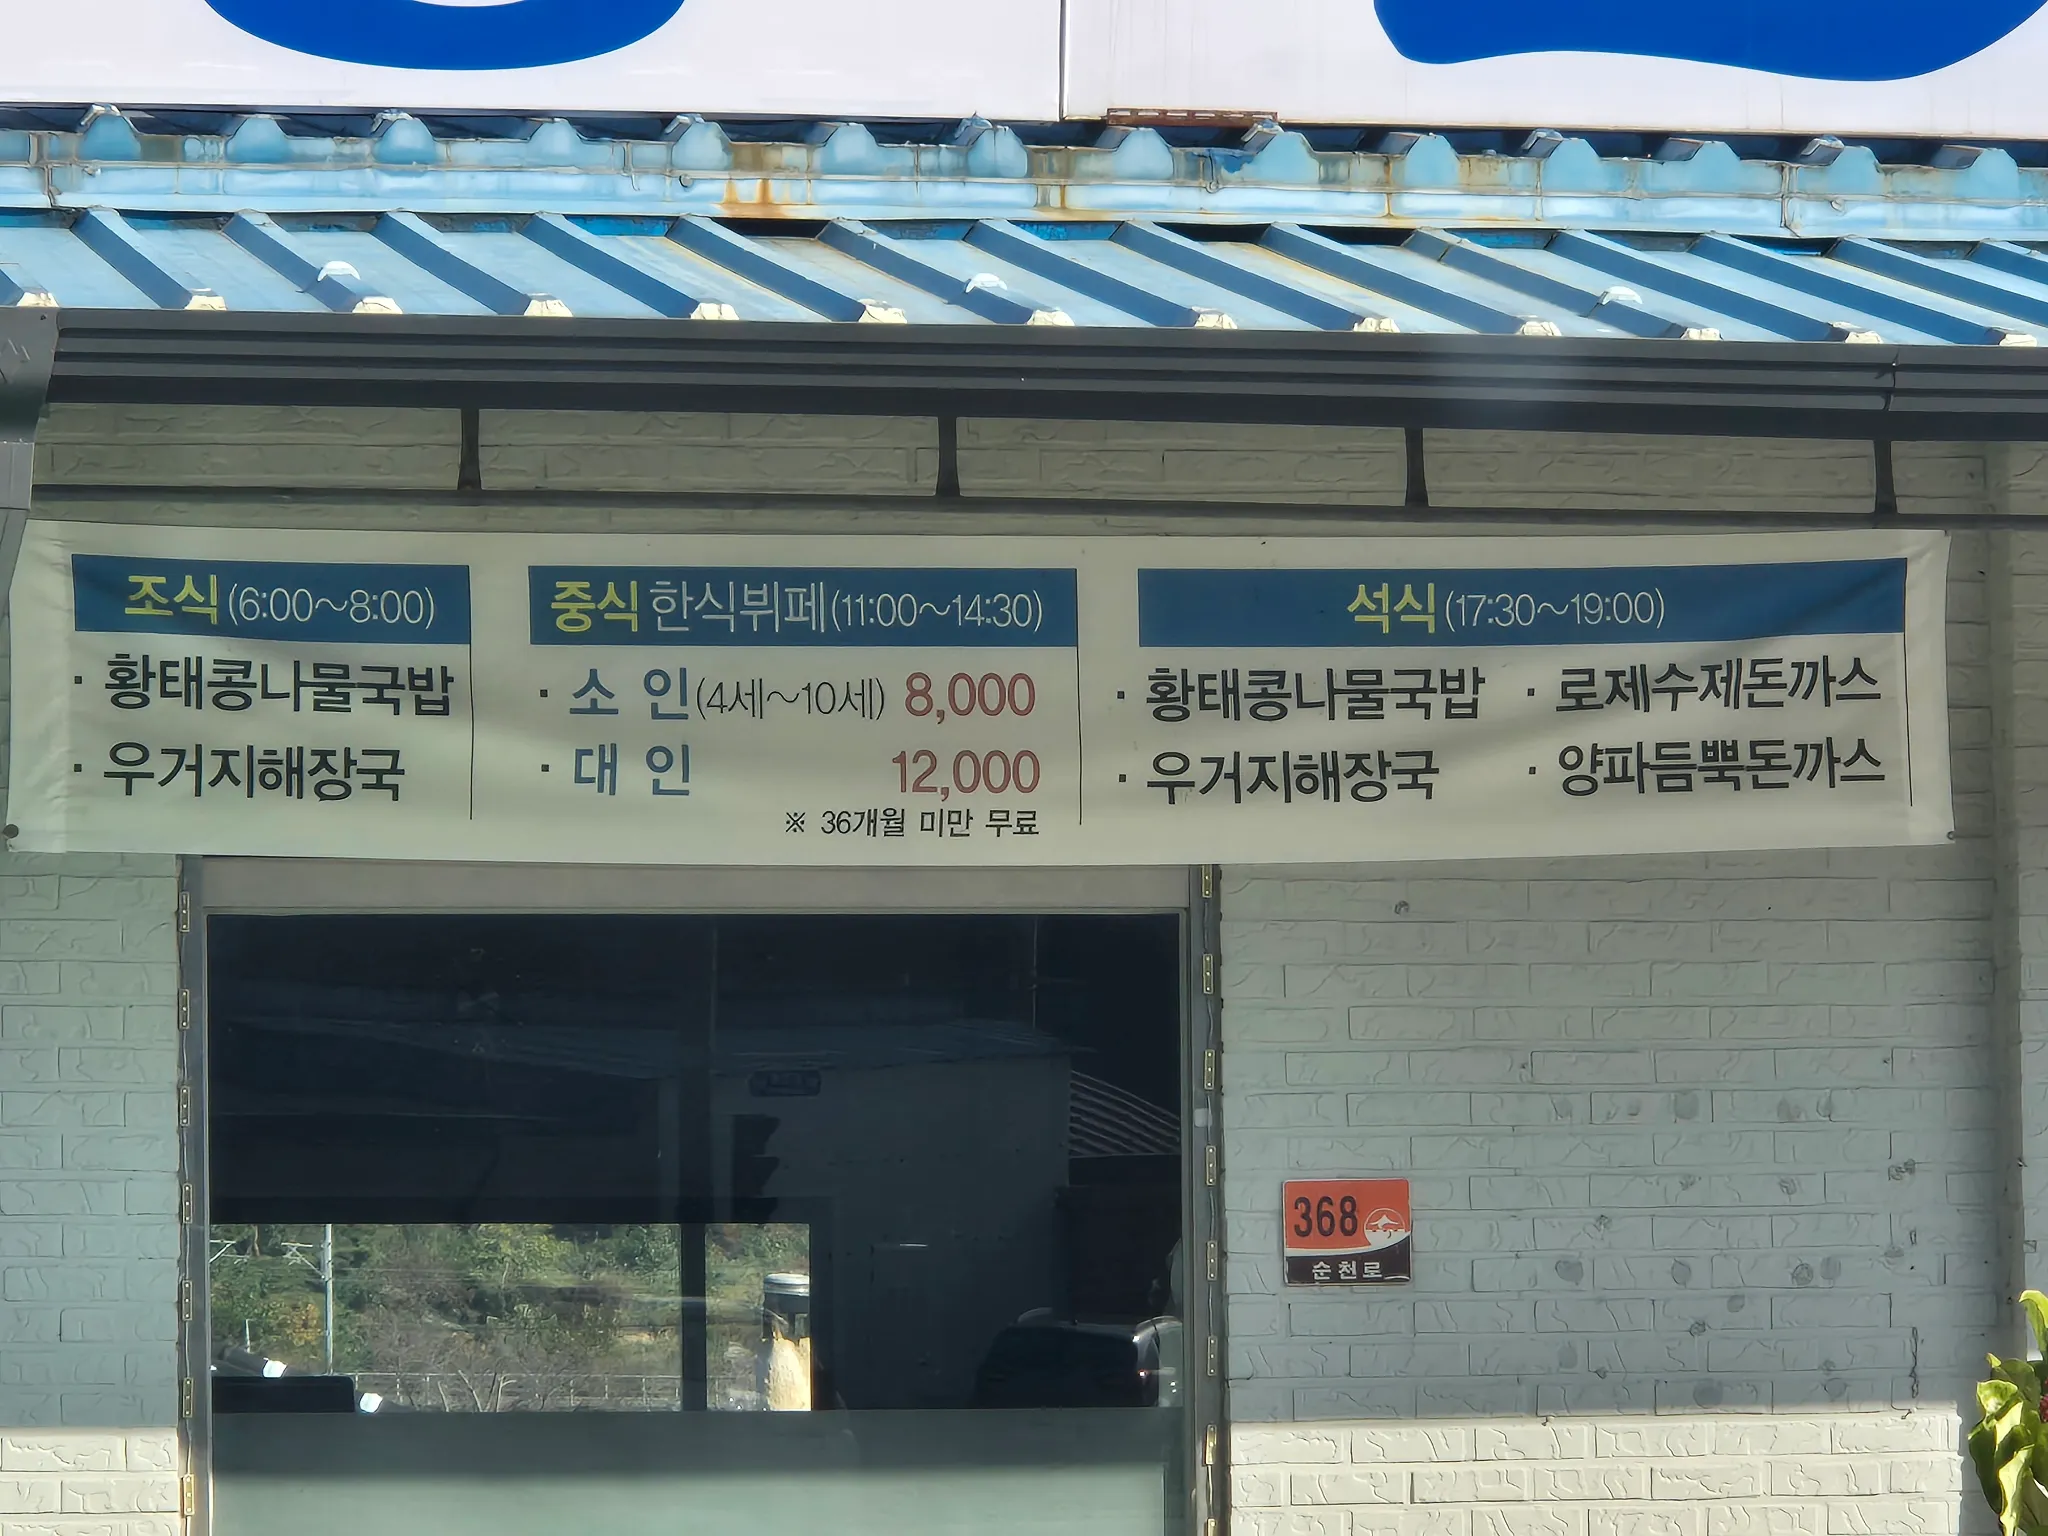 조식(6:00~8:00)
· 황태콩나물국밥
· 우거지해장국
중식 한식뷔페(11:00~14:30)
· 소 인(4세~10세) 8,000
· 대 인 12,000
※ 36개월 미만 무료
석식(17:30~19:00)
· 황태콩나물국밥 · 로제수제돈까스
· 우거지해장국 · 양파듬뿍돈까스
368
순천로